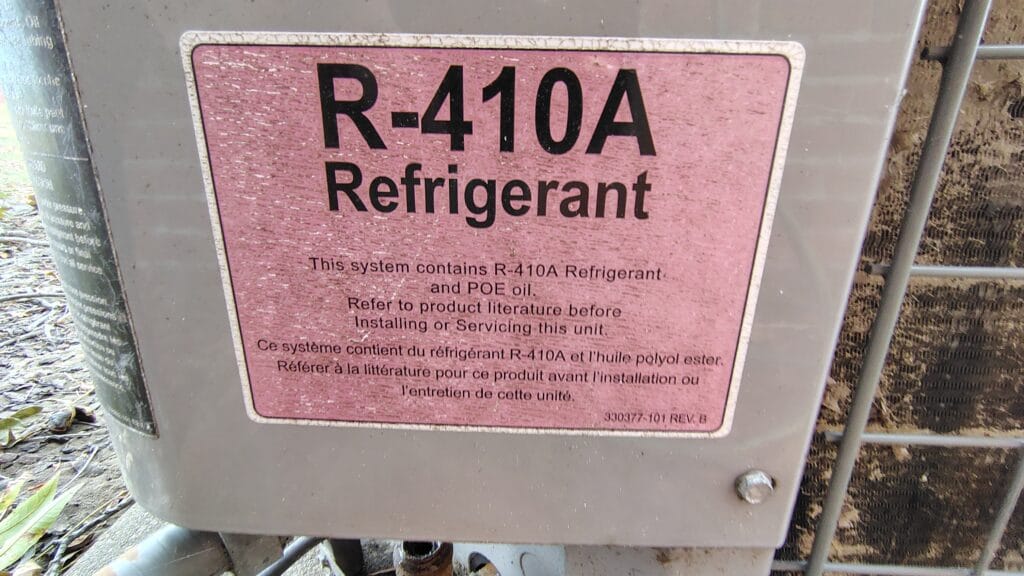 R-410A
Refrigerant
This system contains R-410A Refrigerant
and POE oil.
Refer to product literature before
Installing or Servicing this unit.
Ce système contient du réfrigérant R-410A et l'huile polyol ester.
Référer à la littérature pour ce produit avant l'installation ou
l'entretien de cette unité.
330377-101 REV. B